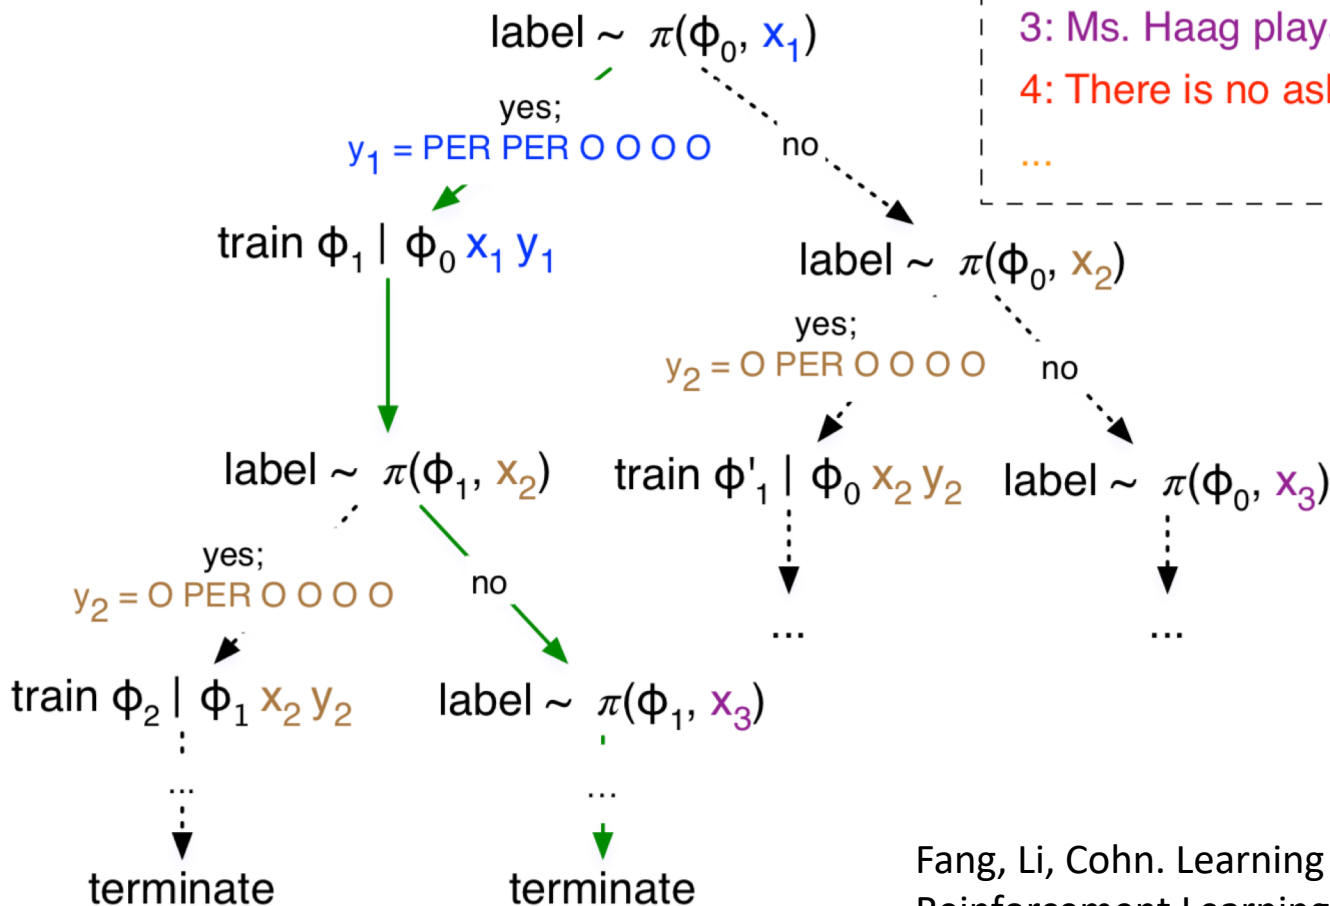 label ~ π(ϕ₀, x₁)
3: Ms. Haag
4: There is no
...
yes;
y₁ = PER PER O O O O
no
train ϕ₁ | ϕ₀ x₁ y₁
label ~ π(ϕ₀, x₂)
yes;
y₂ = O PER O O O O
no
label ~ π(ϕ₁, x₂)
train ϕ'₁ | ϕ₀ x₂ y₂
label ~ π(ϕ₀, x₃)
yes;
y₂ = O PER O O O O
no
...
...
train ϕ₂ | ϕ₁ x₂ y₂
label ~ π(ϕ₁, x₃)
...
...
terminate
terminate
Fang, Li, Cohn. Learning
Reinforcement Learning